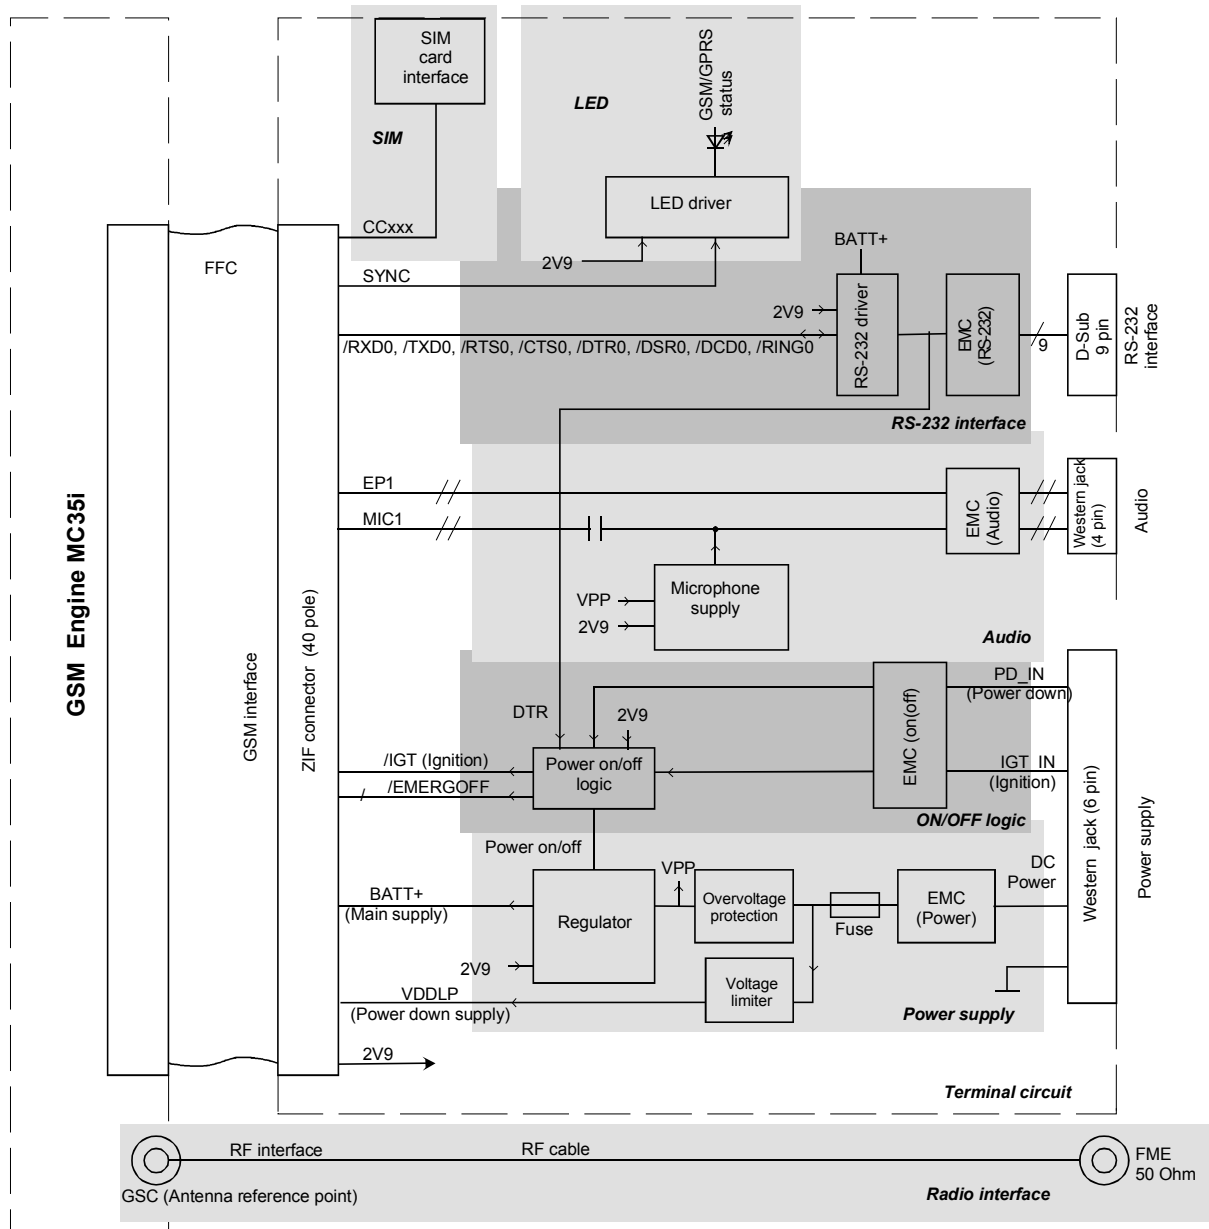 SIM
card
interface
SIM
LED
GSM/GPRS
status
LED driver
CCxxx
FFC
2V9
SYNC
BATT+
2V9
RS-232 driver
EMC
(RS-232)
9
D-Sub
9 pin
RS-232
interface
/RXD0, /TXD0, /RTS0, /CTS0, /DTR0, /DSR0, /DCD0, /RING0
RS-232 interface
EP1
MIC1
EMC
(Audio)
Western jack
(4 pin)
Audio
Microphone
supply
VPP
2V9
Audio
GSM Engine MC35i
GSM interface
ZIF connector (40 pole)
PD_IN
(Power down)
DTR
2V9
EMC (on(off)
/IGT (Ignition)
Power on/off
logic
IGT_IN
(Ignition)
/EMERGOFF
ON/OFF logic
Western jack (6 pin)
Power supply
Power on/off
VPP
DC
Power
BATT+
(Main supply)
Regulator
Overvoltage
protection
Fuse
EMC
(Power)
2V9
Voltage
limiter
VDDLP
(Power down supply)
Power supply
2V9
Terminal circuit
RF interface
RF cable
FME
50 Ohm
GSC (Antenna reference point)
Radio interface